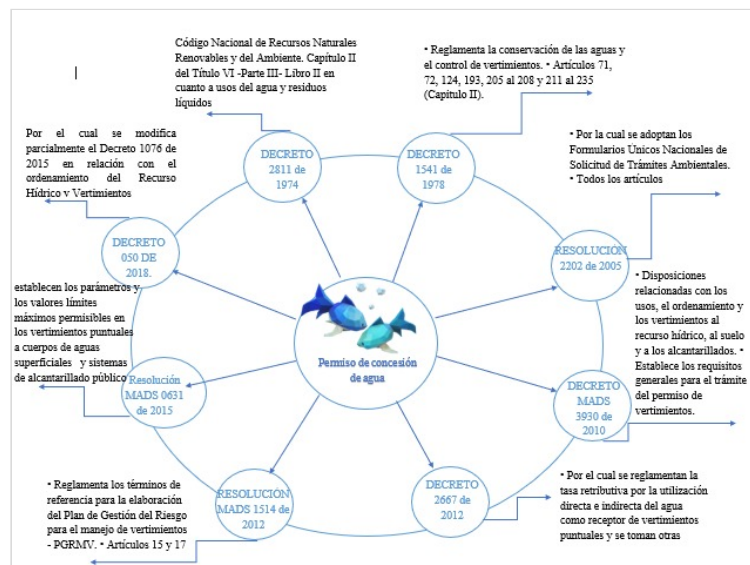 Código Nacional de Recursos Naturales
Renovables y del Ambiente. Capítulo II
del Título VI -Parte III- Libro II en
cuanto a usos del agua y residuos
líquidos
• Reglamenta la conservación de las aguas y
el control de vertimientos. • Artículos 71,
72, 124, 193, 205 al 208 y 211 al 235
(Capítulo II).
Por el cual se modifica
parcialmente el Decreto 1076 de
2015 en relación con el
ordenamiento del Recurso
Hídrico y Vertimientos
DECRETO
2811 de
1974
DECRETO
1541 de
1978
• Por la cual se adoptan los
Formularios Únicos Nacionales de
Solicitud de Trámites Ambientales.
• Todos los artículos
DECRETO
050 DE
2018.
RESOLUCIÓN
2202 de 2005
establecen los parámetros y
los valores límites
máximos permisibles en
los vertimientos puntuales
a cuerpos de aguas
superficiales y sistemas
de alcantarillado público
• Disposiciones
relacionadas con los
usos, el ordenamiento y
los vertimientos al
recurso hídrico, al suelo
y a los alcantarillados. •
Establece los requisitos
generales para el trámite
del permiso de
vertimientos.
Permiso de concesión
de agua
Resolución
MADS 0631
de 2015
DECRETO
MADS
3930 de
2010
• Reglamenta los términos de
referencia para la elaboración
del Plan de Gestión del Riesgo
para el manejo de vertimientos
- PGRMV. • Artículos 15 y 17
RESOLUCIÓN
MADS 1514 de
2012
DECRETO
2667 de
2012
• Por el cual se reglamentan la
tasa retributiva por la utilización
directa e indirecta del agua
como receptor de vertimientos
puntuales y se toman otras